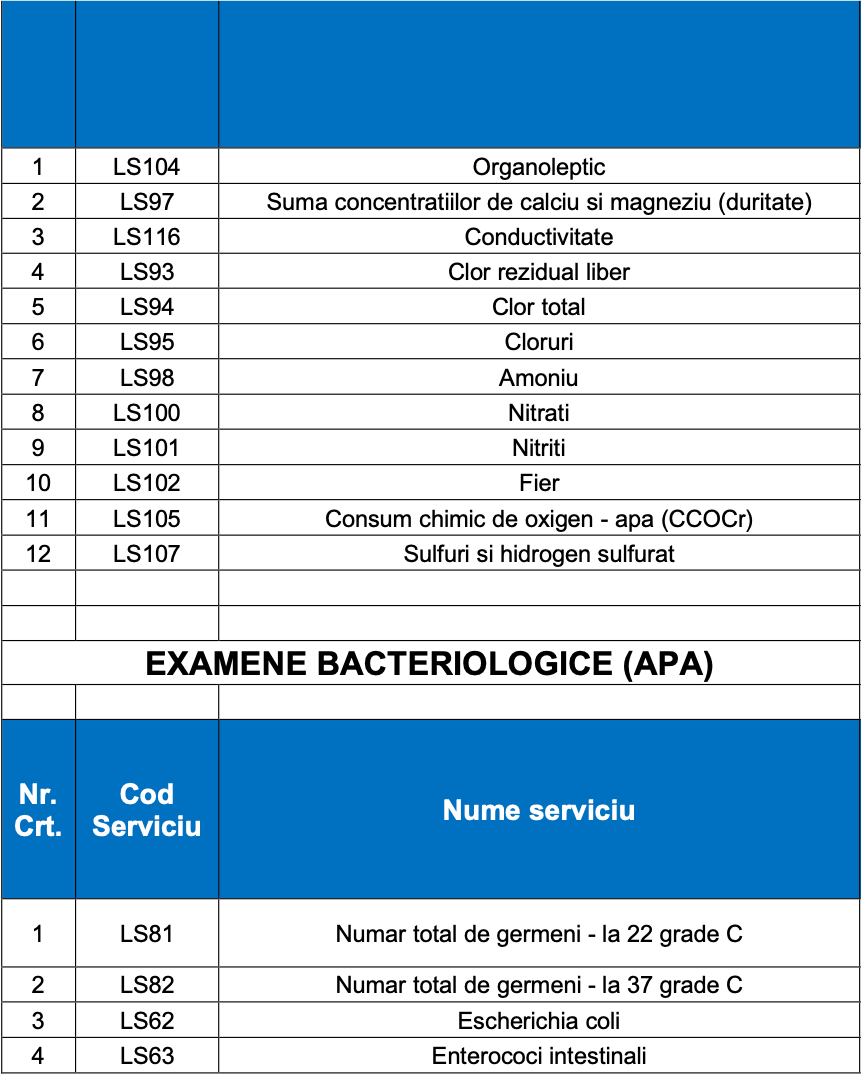 1 LS104 Organoleptic
2 LS97 Suma concentratiilor de calciu si magneziu (duritate)
3 LS116 Conductivitate
4 LS93 Clor rezidual liber
5 LS94 Clor total
6 LS95 Cloruri
7 LS98 Amoniu
8 LS100 Nitrati
9 LS101 Nitriti
10 LS102 Fier
11 LS105 Consum chimic de oxigen - apa (CCOCr)
12 LS107 Sulfuri si hidrogen sulfurat
EXAMENE BACTERIOLOGICE (APA)
Nr. Crt. Cod Serviciu Nume serviciu
1 LS81 Numar total de germeni - la 22 grade C
2 LS82 Numar total de germeni - la 37 grade C
3 LS62 Escherichia coli
4 LS63 Enterococi intestinali